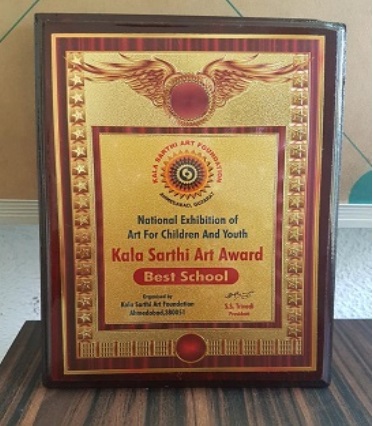 KALA SARTHI ART FOUNDATION
AHMEDABAD, GUJARAT
National Exhibition of
Art For Children And Youth
Kala Sarthi Art Award
Best School
Organised by
Kala Sarthi Art Foundation
Ahmedabad,380051
S.S. Trivedi
President